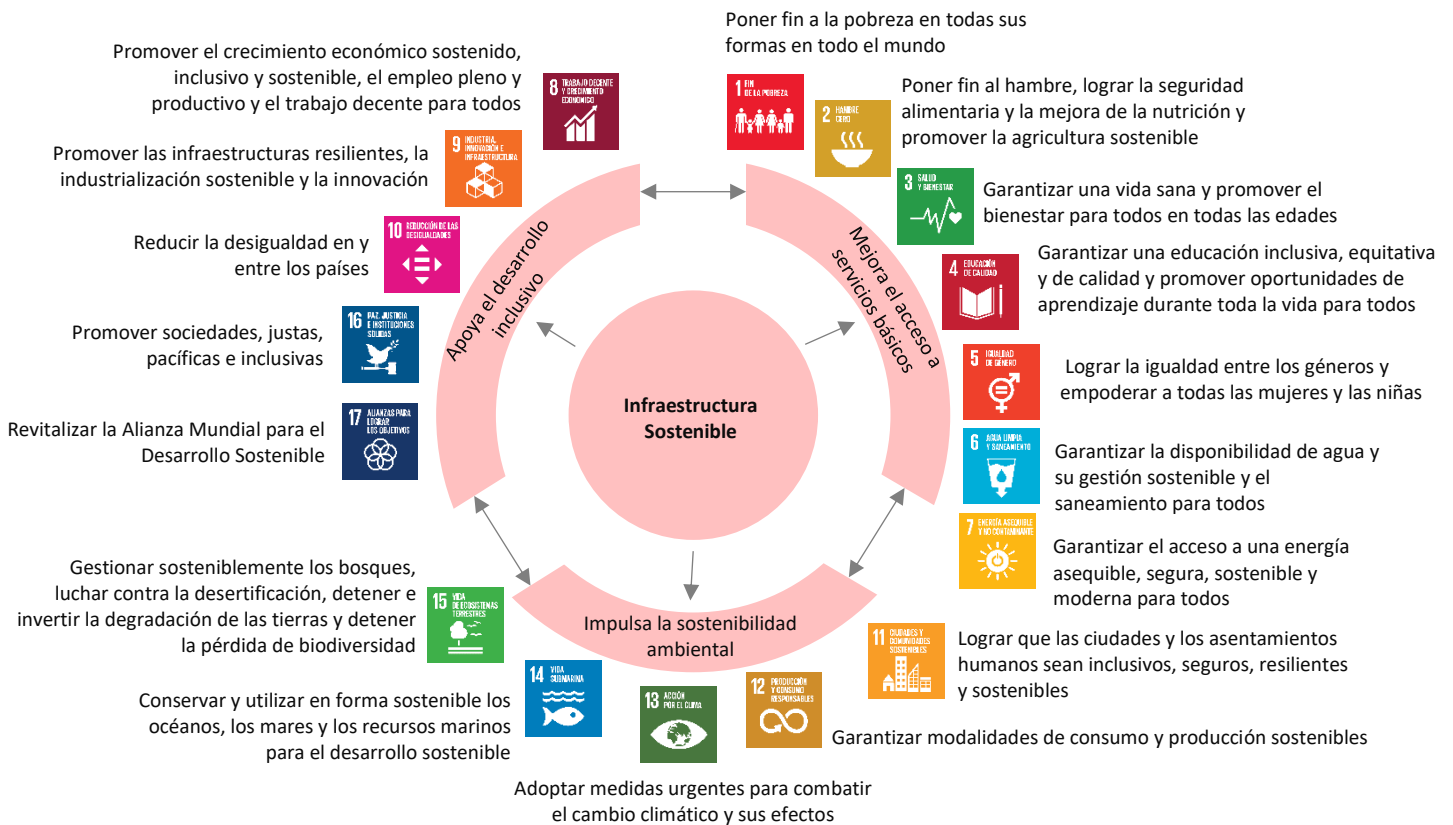 Poner fin a la pobreza en todas sus
formas en todo el mundo
Promover el crecimiento económico sostenido,
inclusivo y sostenible, el empleo pleno y
productivo y el trabajo decente para todos
8 TRABAJO DECENTE
Y CRECIMIENTO
ECONÓMICO
1 FIN
DE LA POBREZA
2 HAMBRE
CERO
Poner fin al hambre, lograr la seguridad
alimentaria y la mejora de la nutrición y
promover la agricultura sostenible
Promover las infraestructuras resilientes, la
industrialización sostenible y la innovación
9 INDUSTRIA,
INNOVACIÓN E
INFRAESTRUCTURA
3 SALUD
Y BIENESTAR
Garantizar una vida sana y promover el
bienestar para todos en todas las edades
Reducir la desigualdad en y
entre los países
10 REDUCCIÓN DE LAS
DESIGUALDADES
4 EDUCACIÓN
DE CALIDAD
Garantizar una educación inclusiva, equitativa
y de calidad y promover oportunidades de
aprendizaje durante toda la vida para todos
Apoya el desarrollo
inclusivo
Mejora el acceso a
servicios básicos
Promover sociedades, justas,
pacíficas e inclusivas
16 PAZ, JUSTICIA
E INSTITUCIONES
SÓLIDAS
5 IGUALDAD
DE GÉNERO
Lograr la igualdad entre los géneros y
empoderar a todas las mujeres y las niñas
Infraestructura
Sostenible
Revitalizar la Alianza Mundial para el
Desarrollo Sostenible
17 ALIANZAS PARA
LOGRAR
LOS OBJETIVOS
6 AGUA LIMPIA
Y SANEAMIENTO
Garantizar la disponibilidad de agua y
su gestión sostenible y el
saneamiento para todos
7 ENERGÍA ASEQUIBLE
Y NO CONTAMINANTE
Garantizar el acceso a una energía
asequible, segura, sostenible y
moderna para todos
Gestionar sosteniblemente los bosques,
luchar contra la desertificación, detener e
invertir la degradación de las tierras y detener
la pérdida de biodiversidad
15 VIDA
DE ECOSISTEMAS
TERRESTRES
Impulsa la sostenibilidad
ambiental
11 CIUDADES Y
COMUNIDADES
SOSTENIBLES
Lograr que las ciudades y los asentamientos
humanos sean inclusivos, seguros, resilientes
y sostenibles
Conservar y utilizar en forma sostenible los
océanos, los mares y los recursos marinos
para el desarrollo sostenible
14 VIDA
SUBMARINA
13 ACCIÓN
POR EL CLIMA
12 PRODUCCIÓN
Y CONSUMO
RESPONSABLES
Garantizar modalidades de consumo y producción sostenibles
Adoptar medidas urgentes para combatir
el cambio climático y sus efectos